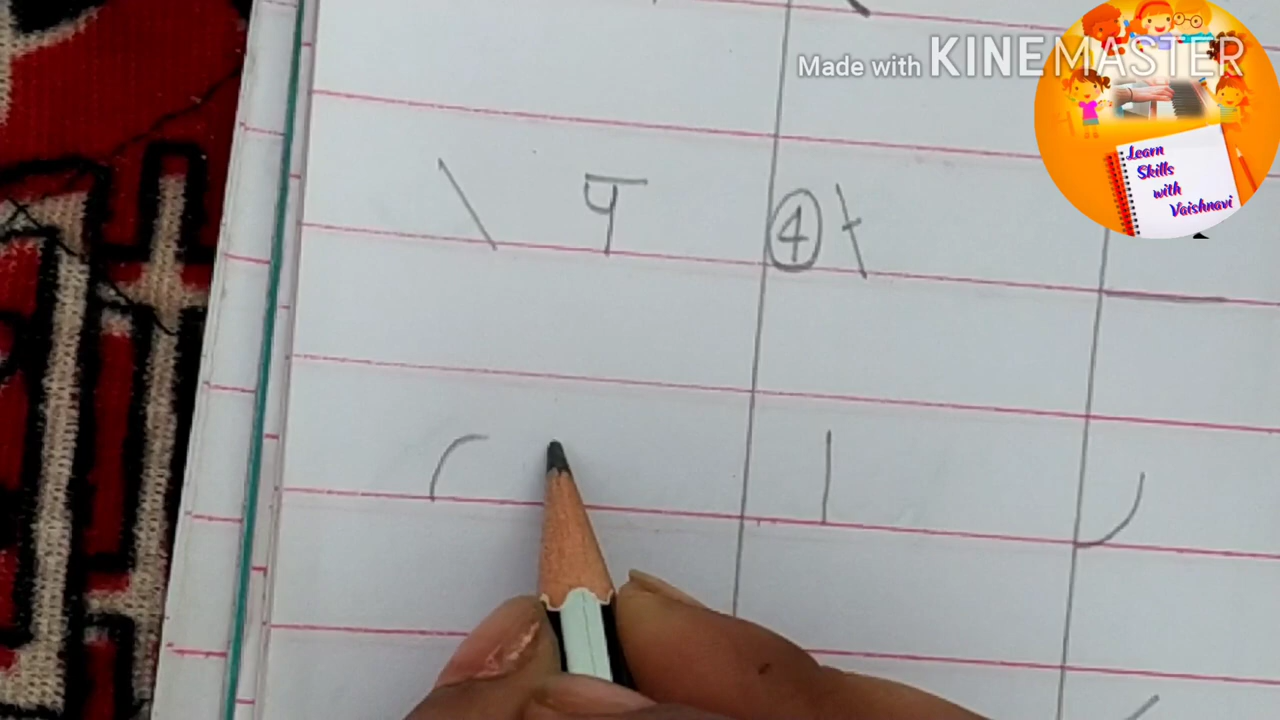 Made with KINEMASTER
Learn
Skills
with
Vaishnavi
प 4